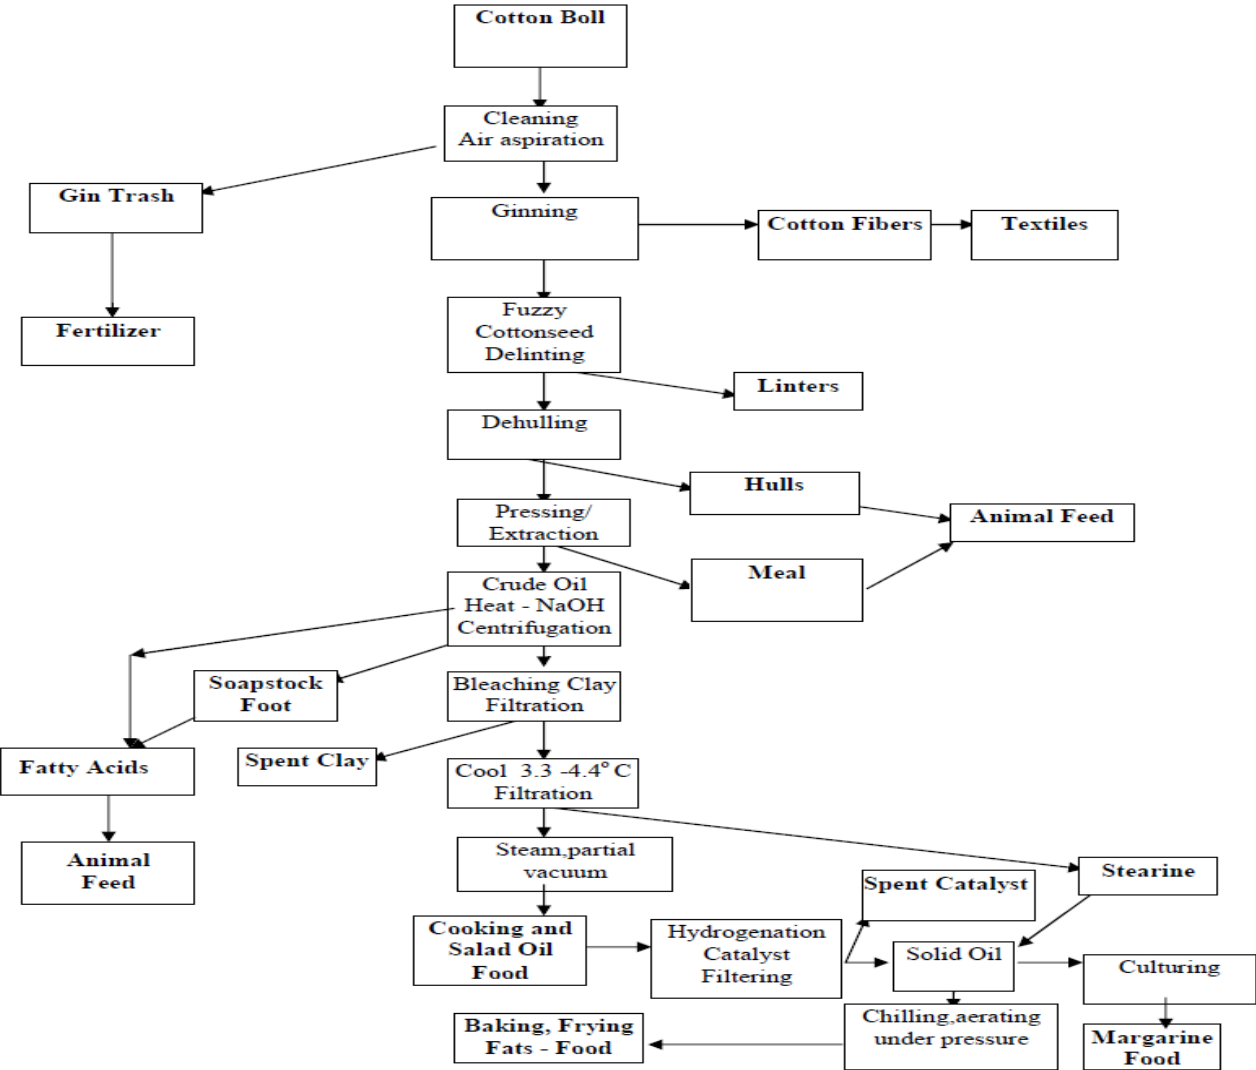 Cotton Boll
Cleaning
Air aspiration
Gin Trash
Ginning
Cotton Fibers
Textiles
Fertilizer
Fuzzy
Cottonseed
Delinting
Linters
Dehulling
Hulls
Pressing/
Extraction
Animal Feed
Meal
Crude Oil
Heat - NaOH
Centrifugation
Soapstock
Foot
Bleaching Clay
Filtration
Fatty Acids
Spent Clay
Cool 3.3 -4.4° C
Filtration
Animal
Feed
Steam,partial
vacuum
Stearine
Spent Catalyst
Cooking and
Salad Oil
Food
Hydrogenation
Catalyst
Filtering
Solid Oil
Culturing
Baking, Frying
Fats - Food
Chilling,aerating
under pressure
Margarine
Food